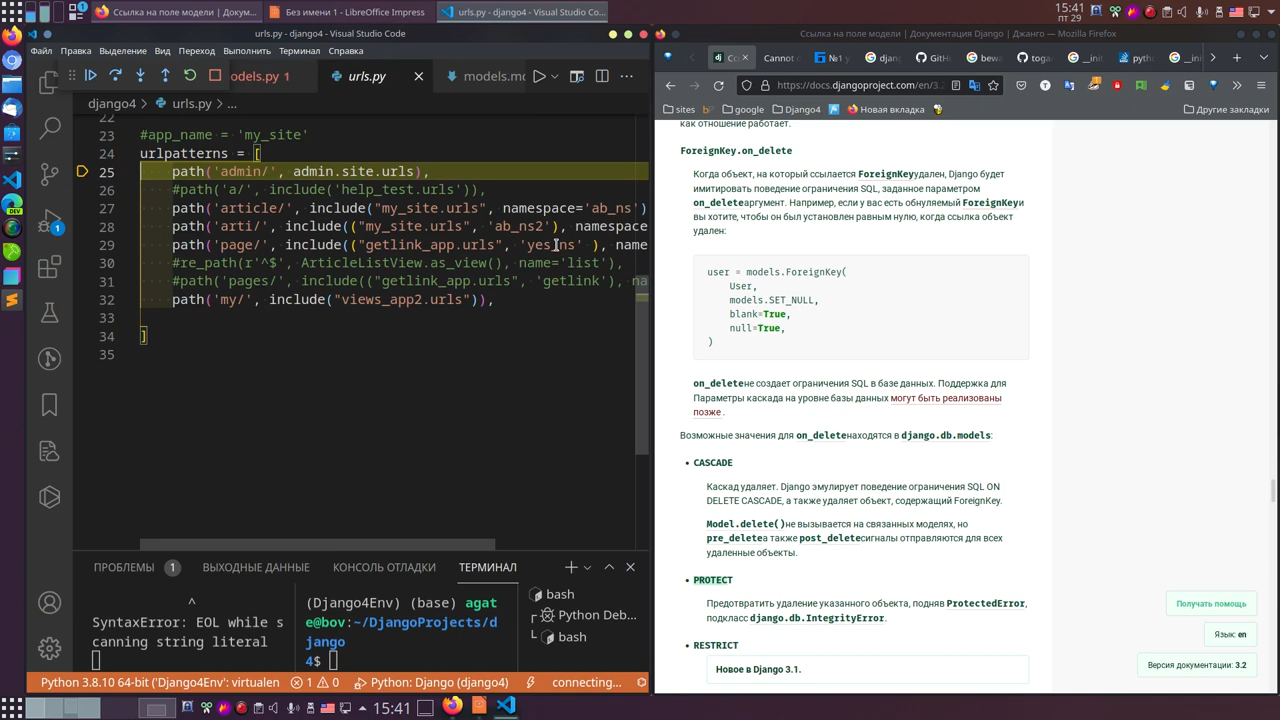 Ссылка на поле модели | Докум...
Без имени 1 - LibreOffice Impress
urls.py - django4 - Visual Studio Co...
15:41
пт 29
urls.py - django4 - Visual Studio Code
Файл Правка Выделение Вид Переход Выполнить Терминал Справка
odels.py 1
urls.py
models.mo
django4 > urls.py > ...
22
23 #app_name = 'my_site'
24 urlpatterns = [
25 path('admin/', admin.site.urls),
26 #path('a/', include('help_test.urls')),
27 path('article/', include("my_site.urls", namespace='ab_ns')
28 path('arti/', include(("my_site.urls", 'ab_ns2'), namespace
29 path('page/', include(("getlink_app.urls", 'yes_ns' ), name
30 #re_path(r'^$', ArticleListView.as_view(), name='list'),
31 #path('pages/', include(("getlink_app.urls", 'getlink'), na
32 path('my/', include("views_app2.urls")),
33
34 ]
35
ПРОБЛЕМЫ 1 ВЫХОДНЫЕ ДАННЫЕ КОНСОЛЬ ОТЛАДКИ ТЕРМИНАЛ
^
SyntaxError: EOL while s
canning string literal
(Django4Env) (base) agat
e@bov:~/DjangoProjects/d
jango
4$
bash
Python Deb...
bash
Python 3.8.10 64-bit ('Django4Env': virtualen
1 0
Python: Django (django4)
connecting...
Ссылка на поле модели | Документация Django | Джанго — Mozilla Firefox
Сс
Cannot c
№1 у
djan
GitH
bewa
toga
__init
pyth
__ini
https://docs.djangoproject.com/en/3.2
sites
google
Django4
Новая вкладка
Другие закладки
как отношение работает.
ForeignKey.on_delete
Когда объект, на который ссылается ForeignKeyудален, Django будет
имитировать поведение ограничения SQL, заданное параметром
on_deleteаргумент. Например, если у вас есть обнуляемый ForeignKeyи
вы хотите, чтобы он был установлен равным нулю, когда ссылка объект
удален:
user = models.ForeignKey(
User,
models.SET_NULL,
blank=True,
null=True,
)
on_deleteне создает ограничения SQL в базе данных. Поддержка для
Параметры каскада на уровне базы данных могут быть реализованы
позже .
Возможные значения для on_deleteнаходятся в django.db.models:
• CASCADE
Каскад удаляет. Django эмулирует поведение ограничения SQL ON
DELETE CASCADE, а также удаляет объект, содержащий ForeignKey.
Model.delete()не вызывается на связанных моделях, но
pre_deleteа также post_deleteсигналы отправляются для всех
удаленные объекты.
• PROTECT
Предотвратить удаление указанного объекта, подняв ProtectedError,
подкласс django.db.IntegrityError.
• RESTRICT
Новое в Django 3.1.
Получать помощь
Язык: en
Версия документации: 3.2
15:41